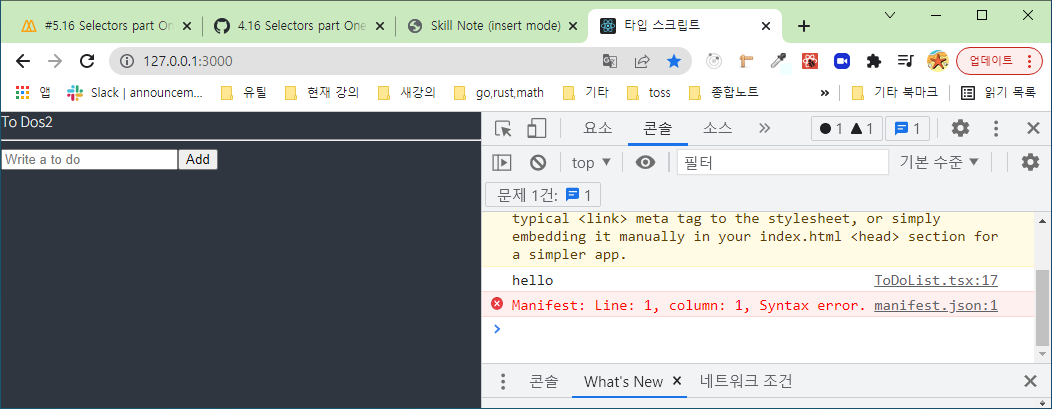 #5.16 Selectors part On
4.16 Selectors part One
Skill Note (insert mode)
타입 스크립트
127.0.0.1:3000
업데이트
앱
Slack | announcem...
유틸
현재 강의
새강의
go,rust,math
기타
toss
종합노트
»
기타 북마크
읽기 목록
To Dos2
Write a to do
Add
요소
콘솔
소스
»
1
1
1
top
필터
기본 수준
문제 1건:
1
typical <link> meta tag to the stylesheet, or simply
embedding it manually in your index.html <head> section for
a simpler app.
hello
ToDoList.tsx:17
Manifest: Line: 1, column: 1, Syntax error.
manifest.json:1
콘솔
What's New
네트워크 조건